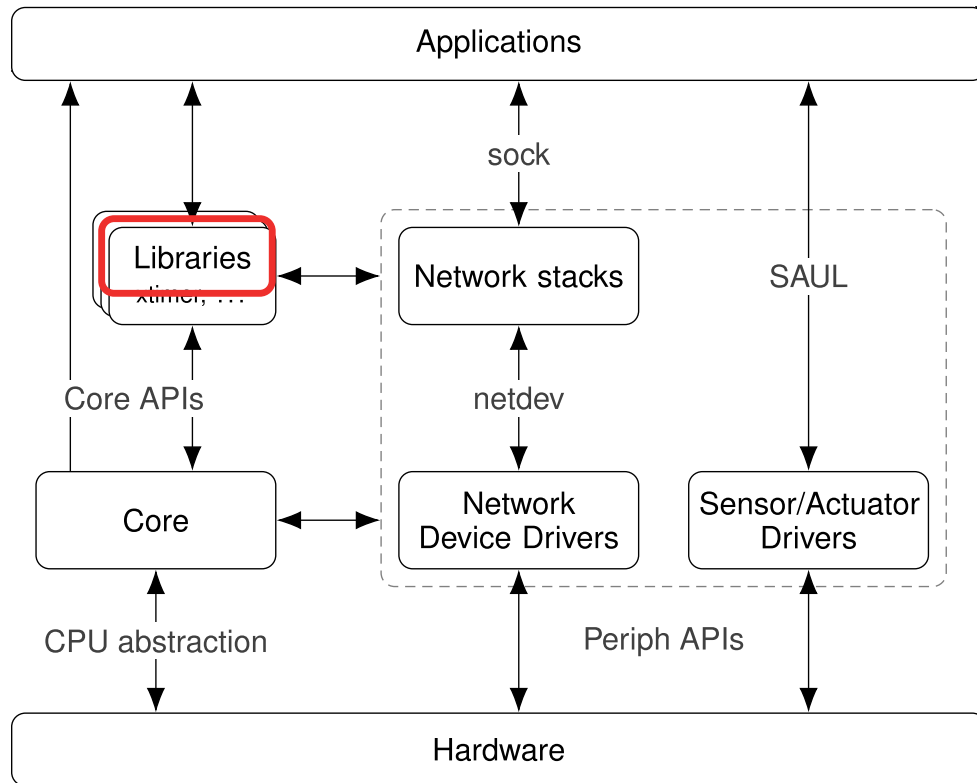 Applications
sock
Libraries
xtimer, ...
Network stacks
SAUL
Core APIs
netdev
Core
Network
Device Drivers
Sensor/Actuator
Drivers
CPU abstraction
Periph APIs
Hardware